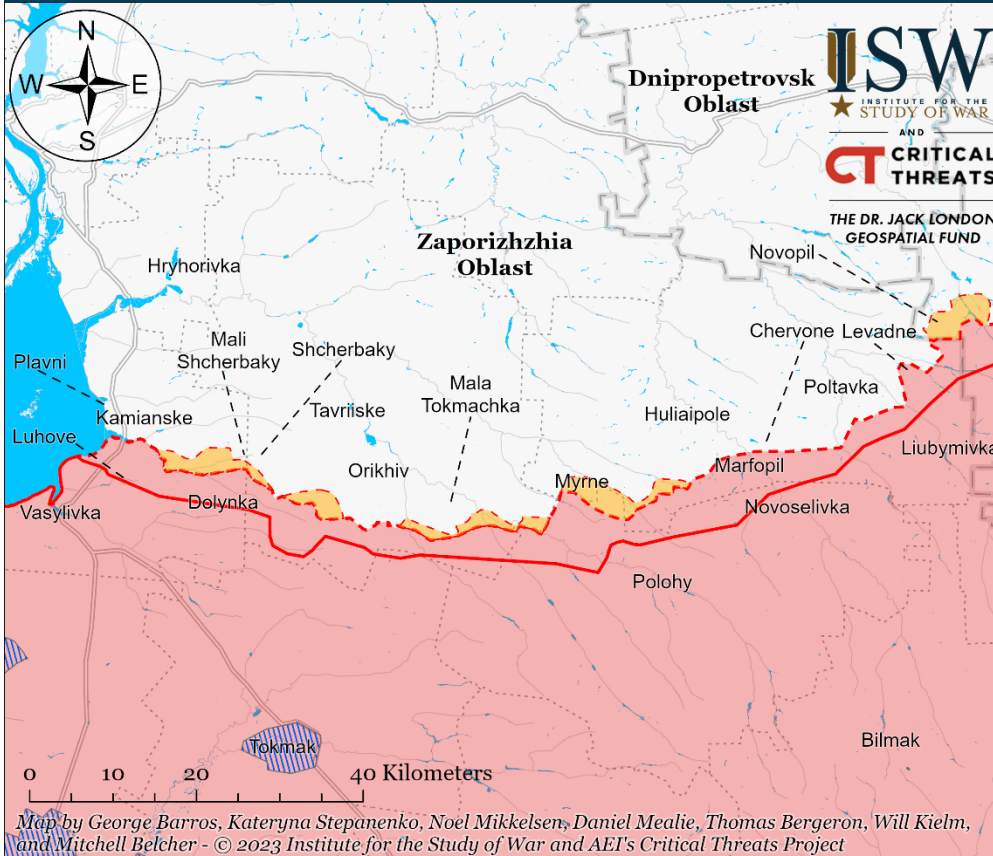 N
W
E
S
ISW
INSTITUTE FOR THE
STUDY OF WAR
AND
CT CRITICAL
THREATS
THE DR. JACK LONDON
GEOSPATIAL FUND
Dnipropetrovsk
Oblast
Zaporizhzhia
Oblast
Novopil
Hryhorivka
Chervone
Levadne
Mali
Shcherbaky
Shcherbaky
Plavni
Mala
Tokmachka
Poltavka
Kamianske
Tavriiske
Huliaipole
Luhove
Liubymivka
Orikhiv
Marfopil
Myrne
Vasylivka
Dolynka
Novoselivka
Polohy
Tokmak
Bilmak
0
10
20
40 Kilometers
Map by George Barros, Kateryna Stepanenko, Noel Mikkelsen, Daniel Mealie, Thomas Bergeron, Will Kielm,
and Mitchell Belcher - © 2023 Institute for the Study of War and AEI's Critical Threats Project